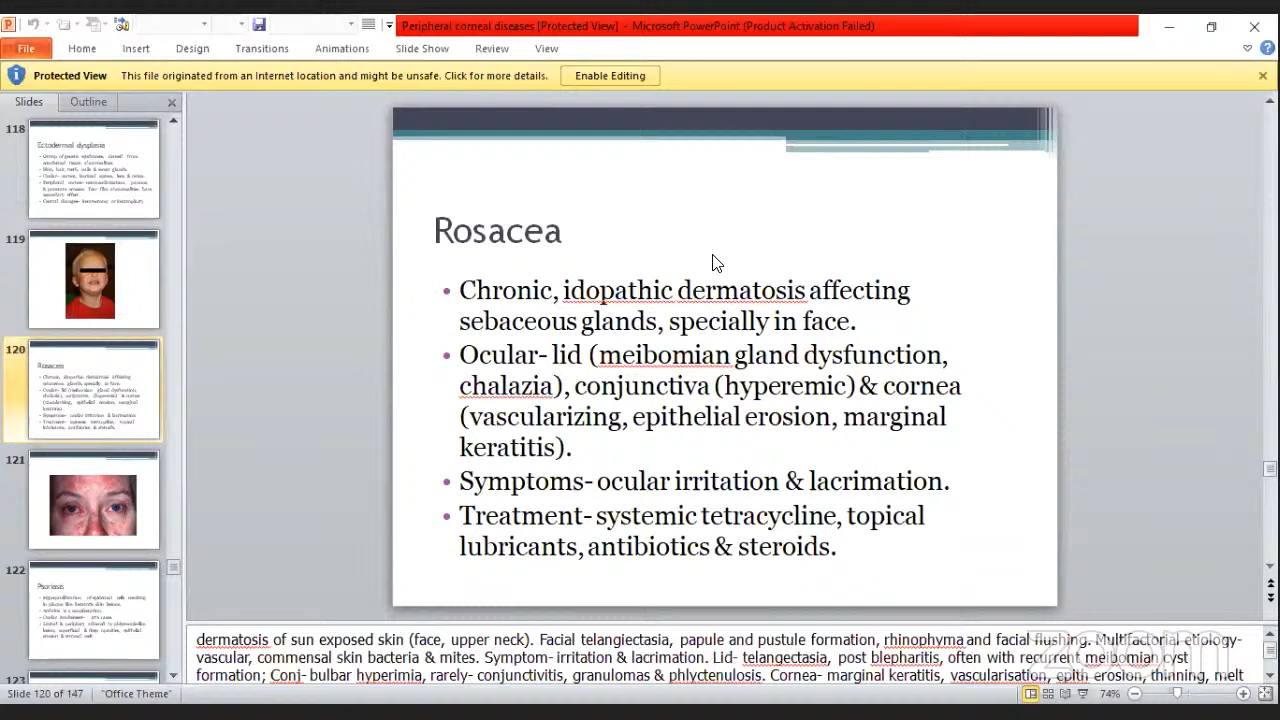 Peripheral corneal diseases [Protected View] - Microsoft PowerPoint (Product Activation Failed)
File Home Insert Design Transitions Animations Slide Show Review View
Protected View This file originated from an Internet location and might be unsafe. Click for more details. Enable Editing
Slides Outline
118
Ectodermal dysplasia
119
120
Rosacea
121
122
Psoriasis
123
Rosacea
• Chronic, idopathic dermatosis affecting
sebaceous glands, specially in face.
• Ocular- lid (meibomian gland dysfunction,
chalazia), conjunctiva (hyperemic) & cornea
(vascularizing, epithelial erosion, marginal
keratitis).
• Symptoms- ocular irritation & lacrimation.
• Treatment- systemic tetracycline, topical
lubricants, antibiotics & steroids.
dermatosis of sun exposed skin (face, upper neck). Facial telangiectasia, papule and pustule formation, rhinophyma and facial flushing. Multifactorial etiology-
vascular, commensal skin bacteria & mites. Symptom- irritation & lacrimation. Lid- telangectasia, post blepharitis, often with recurren meibomian cyst
formation; Conj- bulbar hyperimia, rarely- conjunctivitis, granulomas & phlyctenulosis. Cornea- marginal keratitis, vascularisation, epith erosion, thinning, melt
zoom
Slide 120 of 147 "Office Theme" 74%